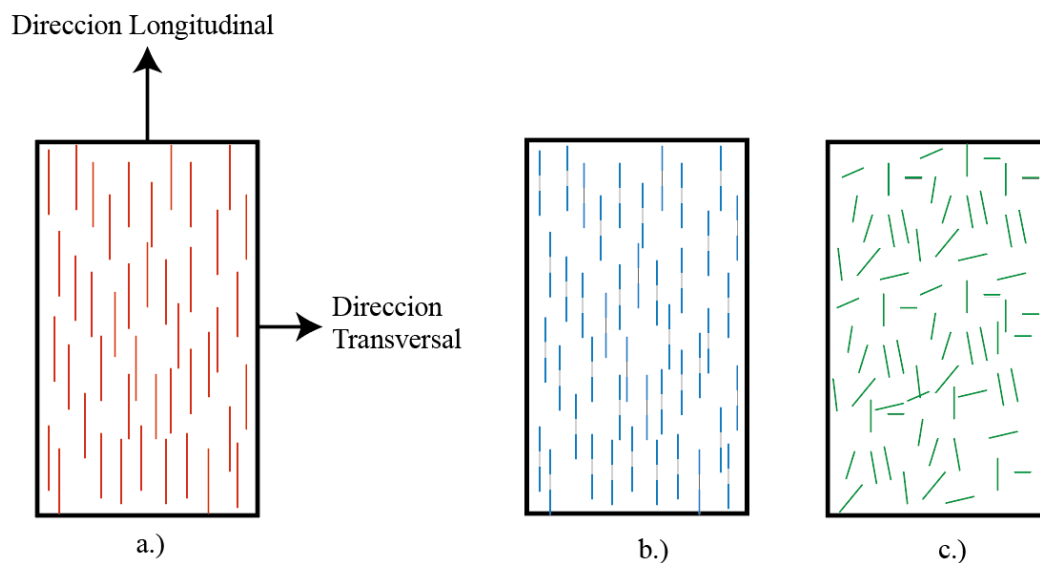 Direccion Longitudinal
Direccion
Transversal
a.)
b.)
c.)